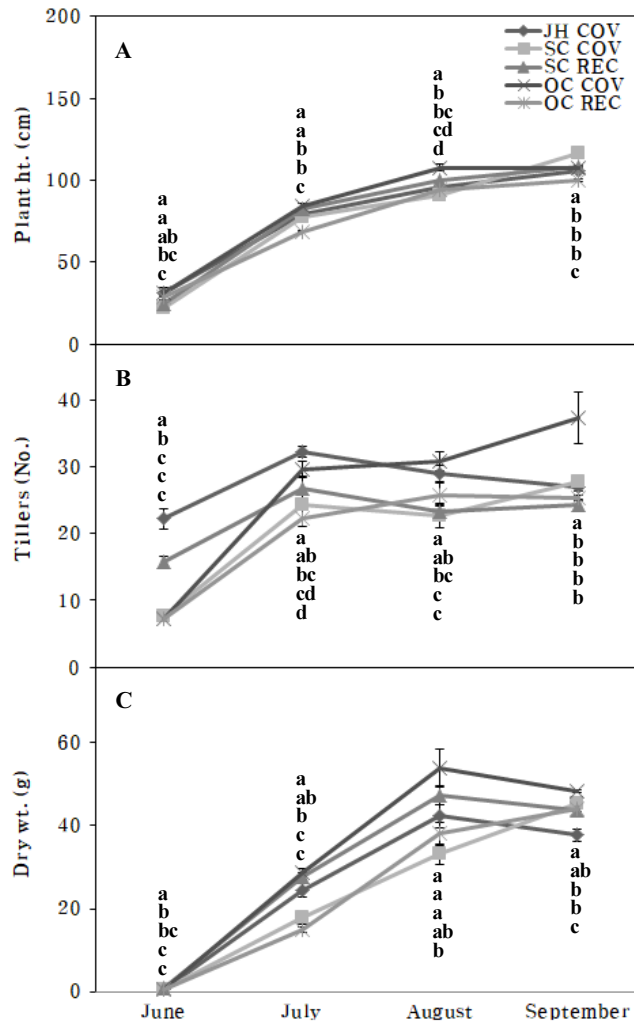 200
150
100
50
0
Plant ht. (cm)
A
JH COV
SC COV
SC REC
OC COV
OC REC
a
a
ab
bc
c
a
a
b
b
c
a
b
bc
cd
d
a
b
b
b
c
40
30
20
10
0
Tillers (No.)
B
a
b
c
c
c
a
ab
bc
cd
d
a
ab
bc
c
c
a
b
b
b
b
60
40
20
0
Dry wt. (g)
C
a
b
bc
c
c
a
ab
b
c
c
a
a
a
ab
b
a
ab
b
b
c
June July August September